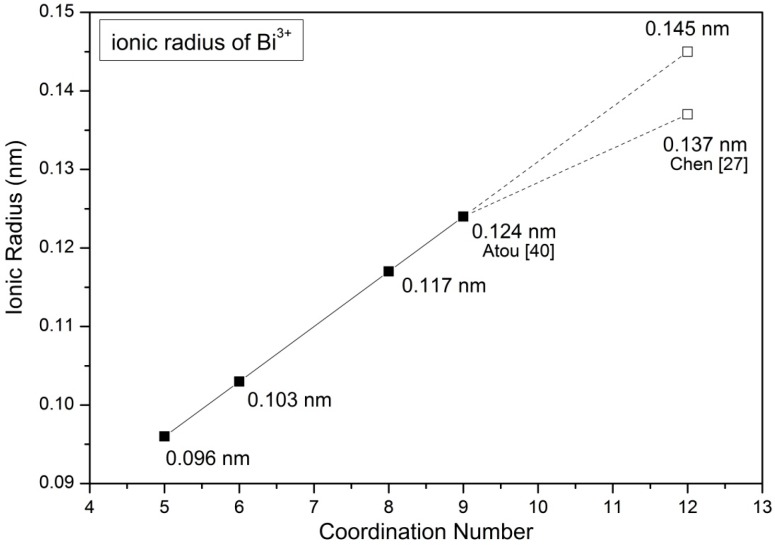 ionic radius of Bi³⁺
0.15
0.14
0.13
0.12
0.11
0.10
0.09
Ionic Radius (nm)
0.145 nm
0.137 nm
Chen [27]
0.124 nm
Atou [40]
0.117 nm
0.103 nm
0.096 nm
4 5 6 7 8 9 10 11 12 13
Coordination Number